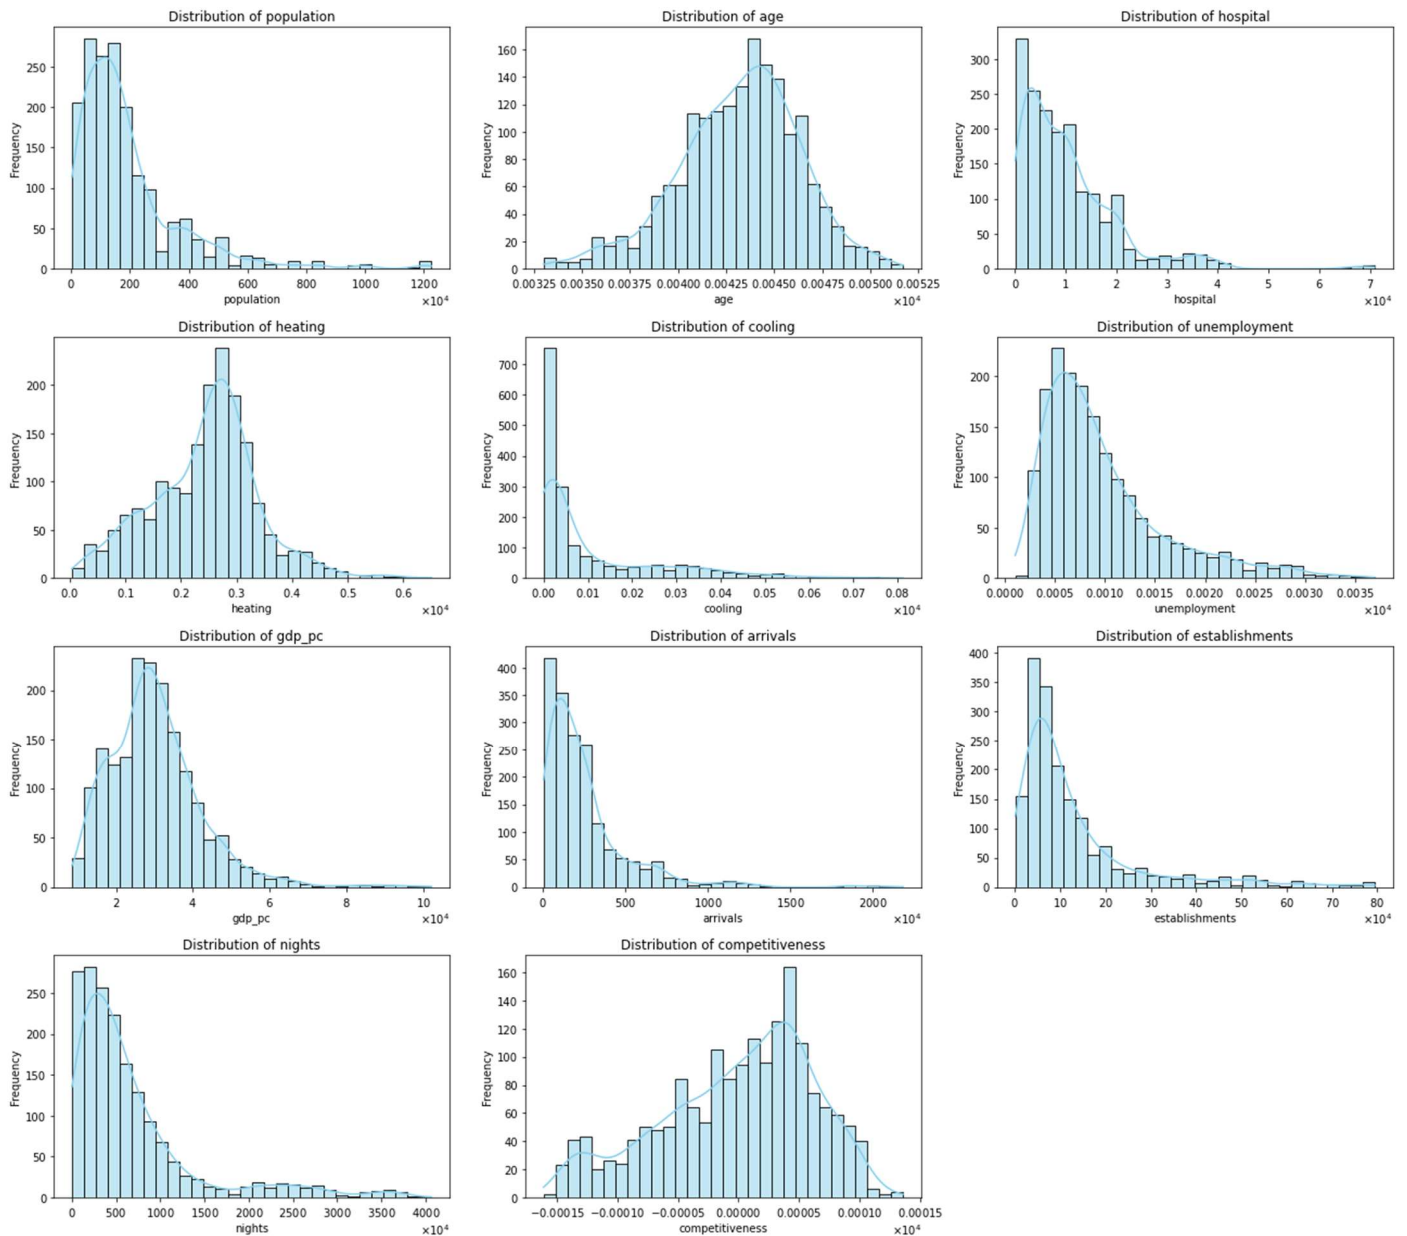 Distribution of population
Frequency
250
200
150
100
50
0
0 200 400 600 800 1000 1200
population
×10⁴
Distribution of age
Frequency
160
140
120
100
80
60
40
20
0
0.00325 0.00350 0.00375 0.00400 0.00425 0.00450 0.00475 0.00500 0.00525
age
×10⁴
Distribution of hospital
Frequency
300
250
200
150
100
50
0
0 1 2 3 4 5 6 7
hospital
×10⁴
Distribution of heating
Frequency
200
150
100
50
0
0.0 0.1 0.2 0.3 0.4 0.5 0.6
heating
×10⁴
Distribution of cooling
Frequency
700
600
500
400
300
200
100
0
0.00 0.01 0.02 0.03 0.04 0.05 0.06 0.07 0.08
cooling
×10⁴
Distribution of unemployment
Frequency
200
150
100
50
0
0.0000 0.0005 0.0010 0.0015 0.0020 0.0025 0.0030 0.0035
unemployment
×10⁴
Distribution of gdp_pc
Frequency
200
150
100
50
0
2 4 6 8 10
gdp_pc
×10⁴
Distribution of arrivals
Frequency
400
350
300
250
200
150
100
50
0
0 500 1000 1500 2000
arrivals
×10⁴
Distribution of establishments
Frequency
400
350
300
250
200
150
100
50
0
0 10 20 30 40 50 60 70 80
establishments
×10⁴
Distribution of nights
Frequency
250
200
150
100
50
0
0 500 1000 1500 2000 2500 3000 3500 4000
nights
×10⁴
Distribution of competitiveness
Frequency
160
140
120
100
80
60
40
20
0
−0.00015 −0.00010 −0.00005 0.00000 0.00005 0.00010 0.00015
competitiveness
×10⁴